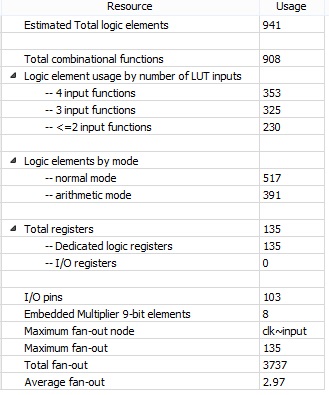 Resource Usage
Estimated Total logic elements 941
Total combinational functions 908
Logic element usage by number of LUT inputs
-- 4 input functions 353
-- 3 input functions 325
-- <=2 input functions 230
Logic elements by mode
-- normal mode 517
-- arithmetic mode 391
Total registers 135
-- Dedicated logic registers 135
-- I/O registers 0
I/O pins 103
Embedded Multiplier 9-bit elements 8
Maximum fan-out node clk~input
Maximum fan-out 135
Total fan-out 3737
Average fan-out 2.97